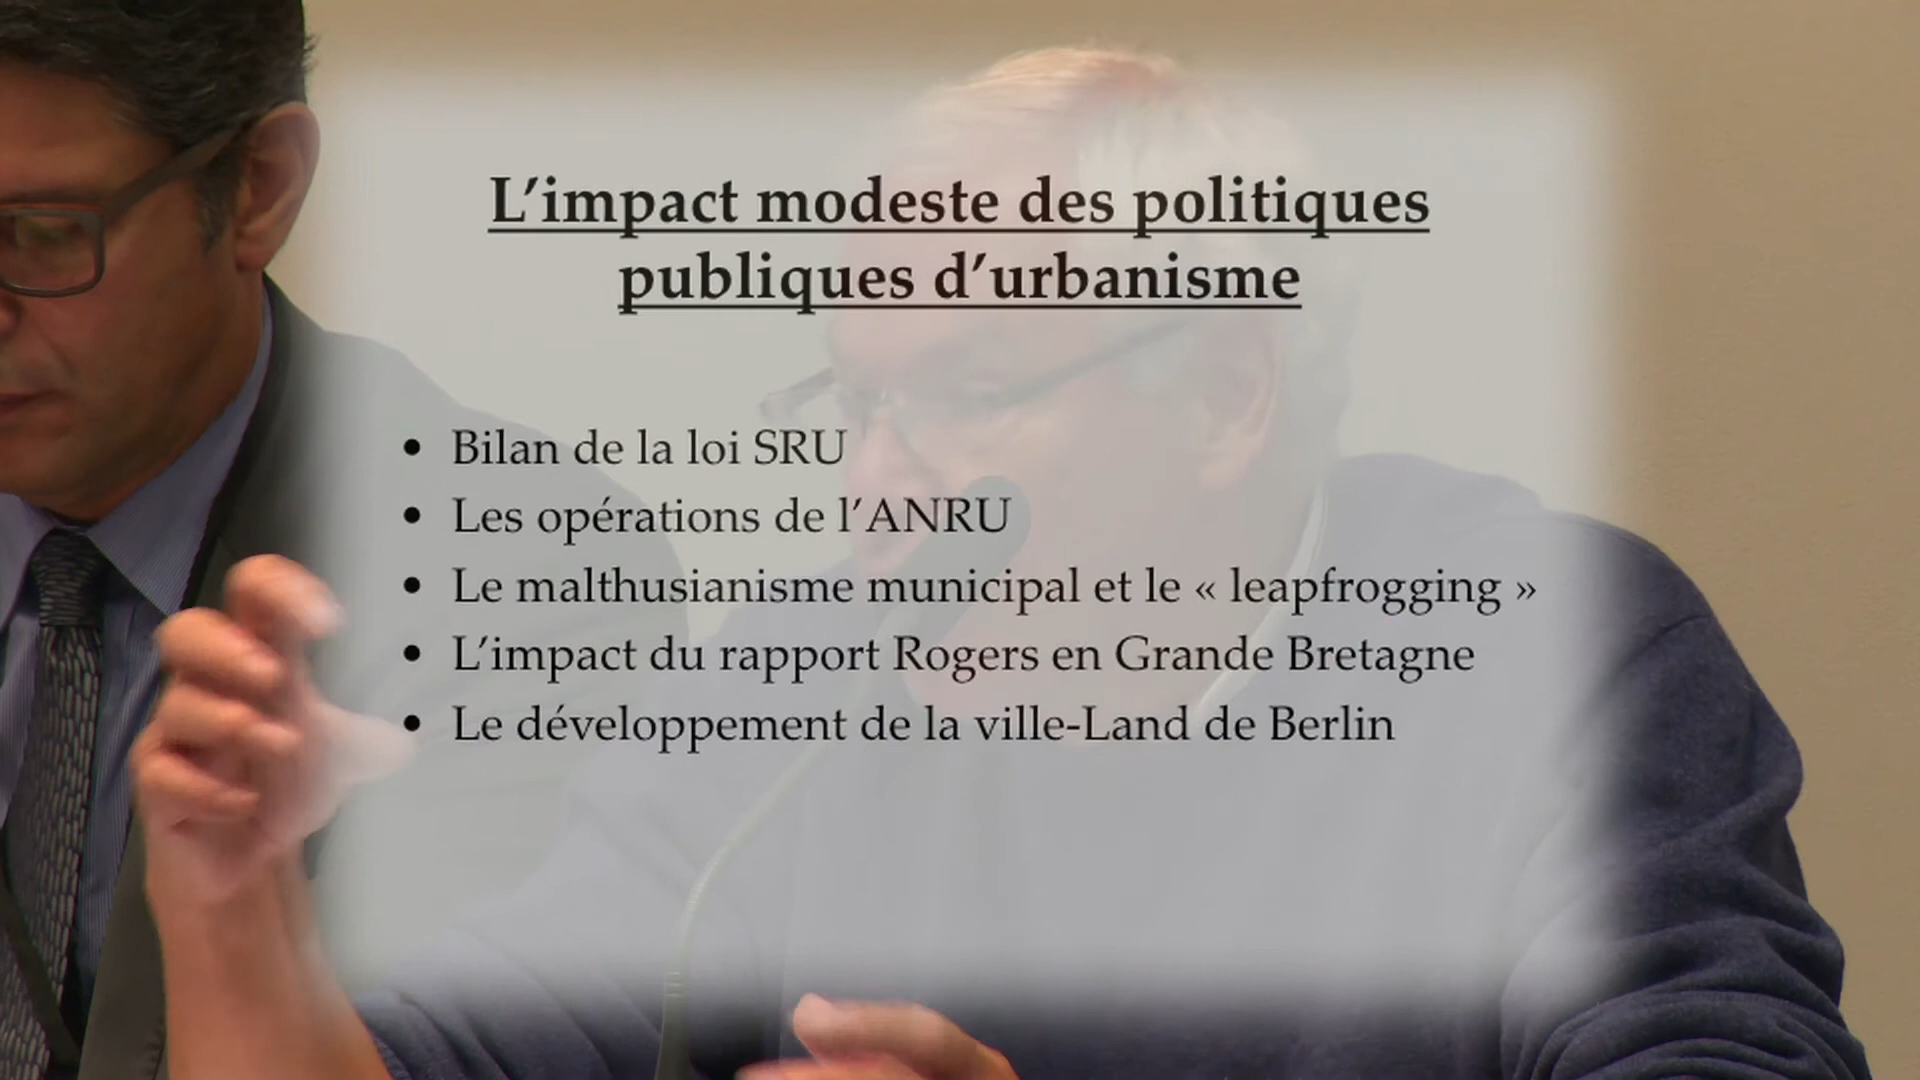 L’impact modeste des politiques
publiques d’urbanisme
• Bilan de la loi SRU
• Les opérations de l’ANRU
• Le malthusianisme municipal et le « leapfrogging »
• L’impact du rapport Rogers en Grande Bretagne
• Le développement de la ville-Land de Berlin